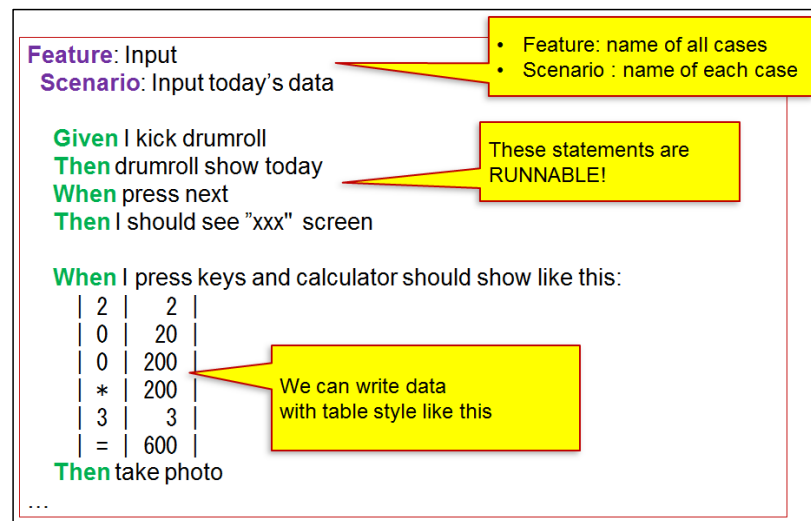 Feature: Input
Scenario: Input today's data
• Feature: name of all cases
• Scenario : name of each case
Given I kick drumroll
Then drumroll show today
When press next
Then I should see ”xxx" screen
These statements are
RUNNABLE!
When I press keys and calculator should show like this:
| 2 | 2 |
| 0 | 20 |
| 0 | 200 |
| * | 200 |
| 3 | 3 |
| = | 600 |
We can write data
with table style like this
Then take photo
...